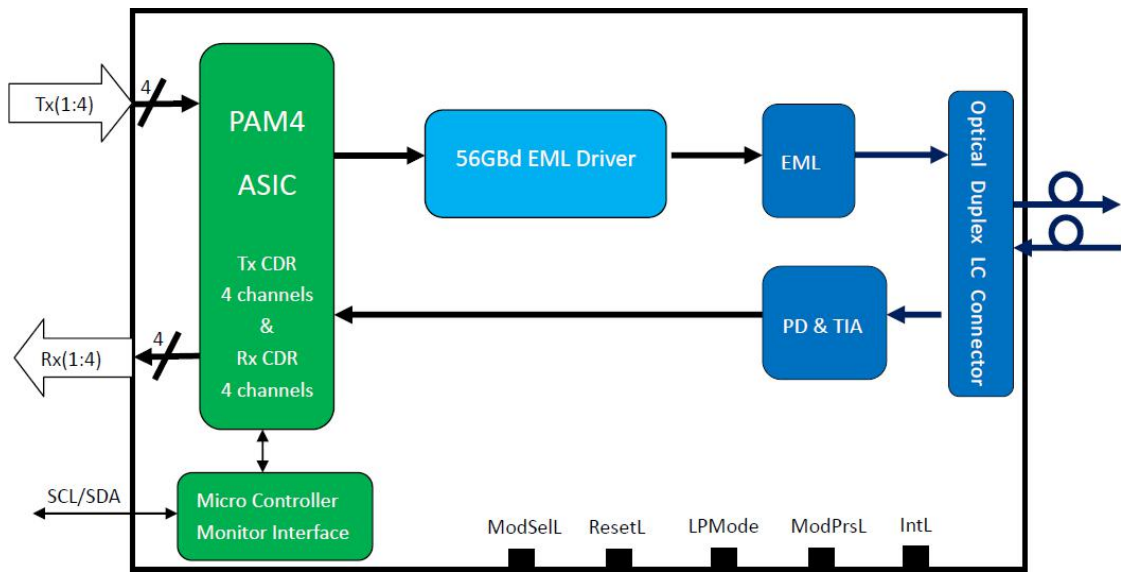 4
Tx(1:4)
PAM4
ASIC
Tx CDR
4 channels
&
Rx CDR
4 channels
56GBd EML Driver
EML
Optical Duplex LC Connector
PD & TIA
4
Rx(1:4)
SCL/SDA
Micro Controller
Monitor Interface
ModSelL
ResetL
LPMode
ModPrsL
IntL